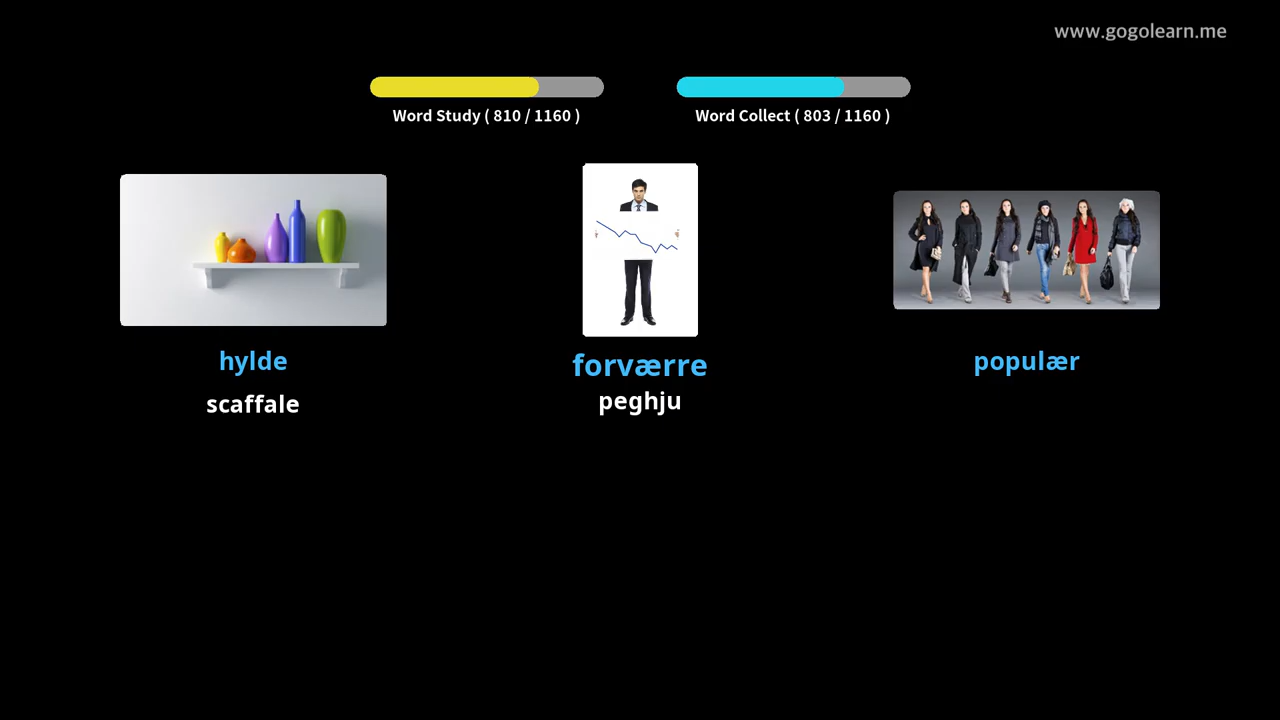 www.gogolearn.me
Word Study ( 810 / 1160 )
Word Collect ( 803 / 1160 )
hylde
forværre
populær
scaffale
peghju